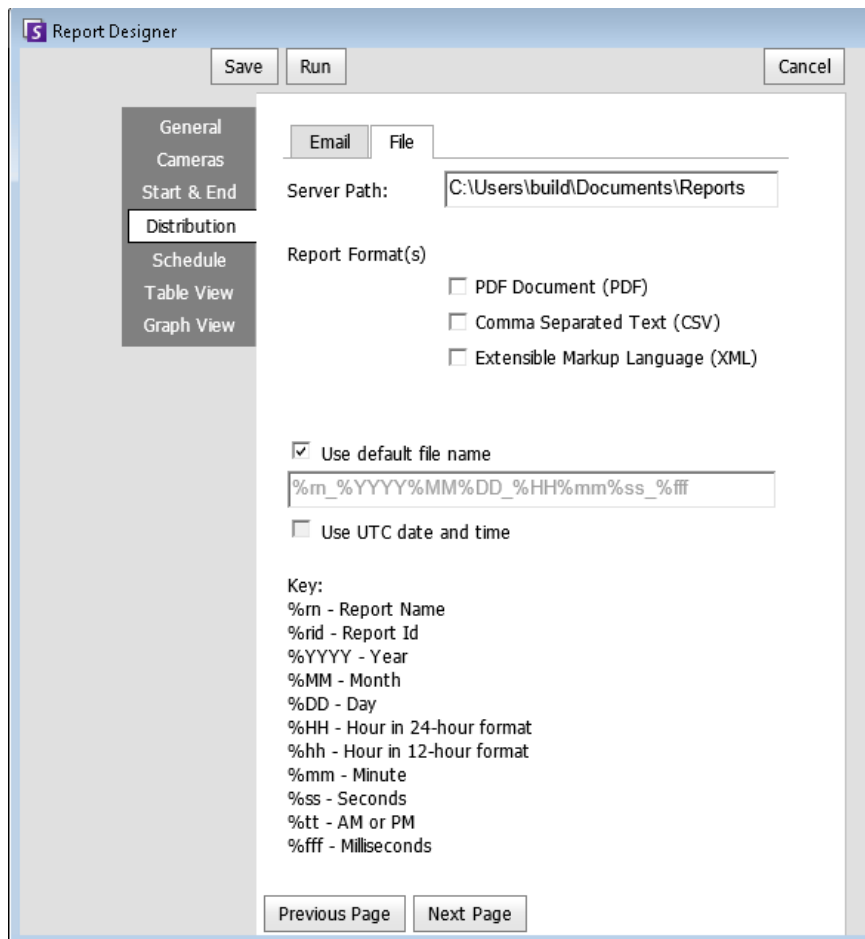 Report Designer
Save Run Cancel
General
Cameras
Start & End
Distribution
Schedule
Table View
Graph View
Email File
Server Path: C:\Users\build\Documents\Reports
Report Format(s)
PDF Document (PDF)
Comma Separated Text (CSV)
Extensible Markup Language (XML)
Use default file name
%rn_%YYYY%MM%DD_%HH%mm%ss_%fff
Use UTC date and time
Key:
%rn - Report Name
%rid - Report Id
%YYYY - Year
%MM - Month
%DD - Day
%HH - Hour in 24-hour format
%hh - Hour in 12-hour format
%mm - Minute
%ss - Seconds
%tt - AM or PM
%fff - Milliseconds
Previous Page Next Page